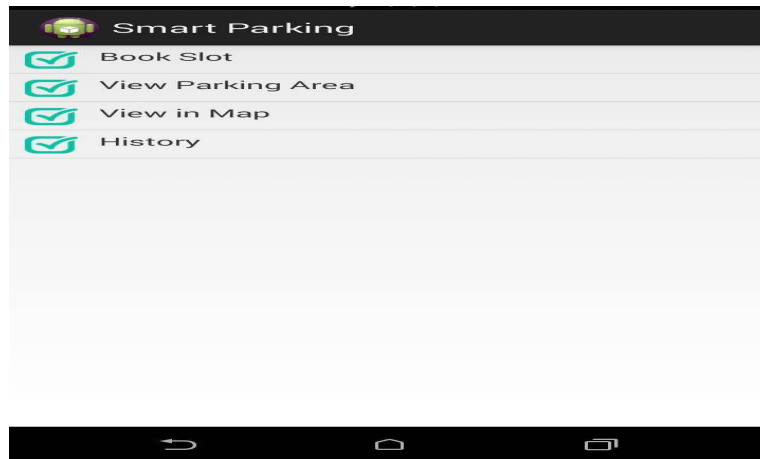 Smart Parking
Book Slot
View Parking Area
View in Map
History